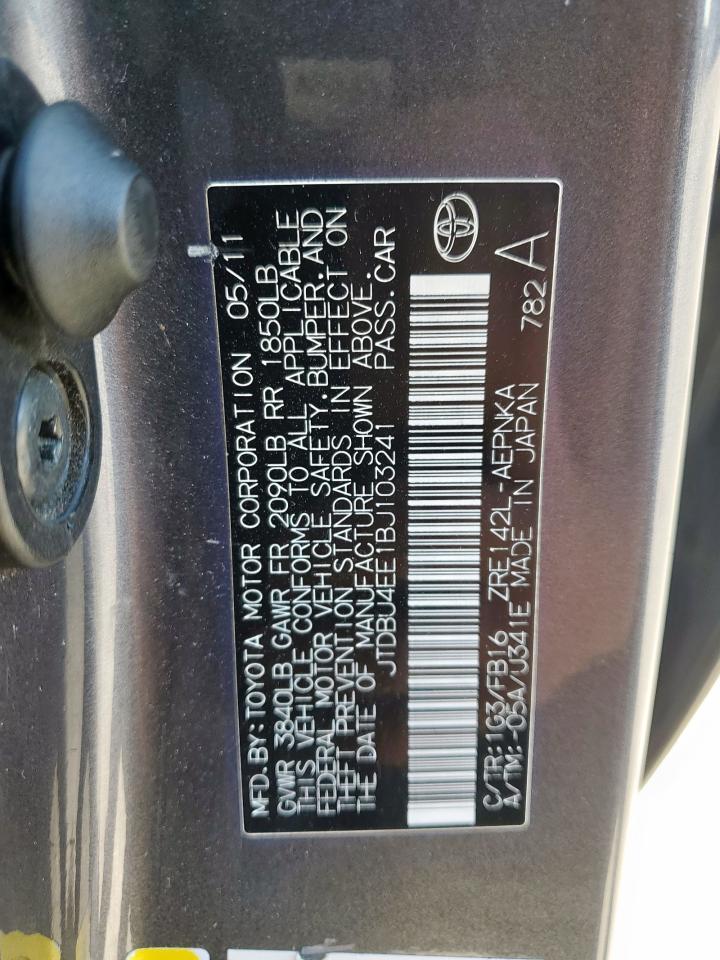 MFD.BY:TOYOTA MOTOR CORPORATION 05/11
GVWR 3840LB GAWR FR 2090LB RR 1850LB
THIS VEHICLE CONFORMS TO ALL APPLICABLE
FEDERAL MOTOR VEHICLE SAFETY,BUMPER,AND
THEFT PREVENTION STANDARDS IN EFFECT ON
THE DATE OF MANUFACTURE SHOWN ABOVE.
JTDBU4EE1BJ103241 PASS.CAR
C/TR:1G3/FB16 ZRE142L-AEPNKA 782 A
A/TM:-05A/U341E MADE IN JAPAN